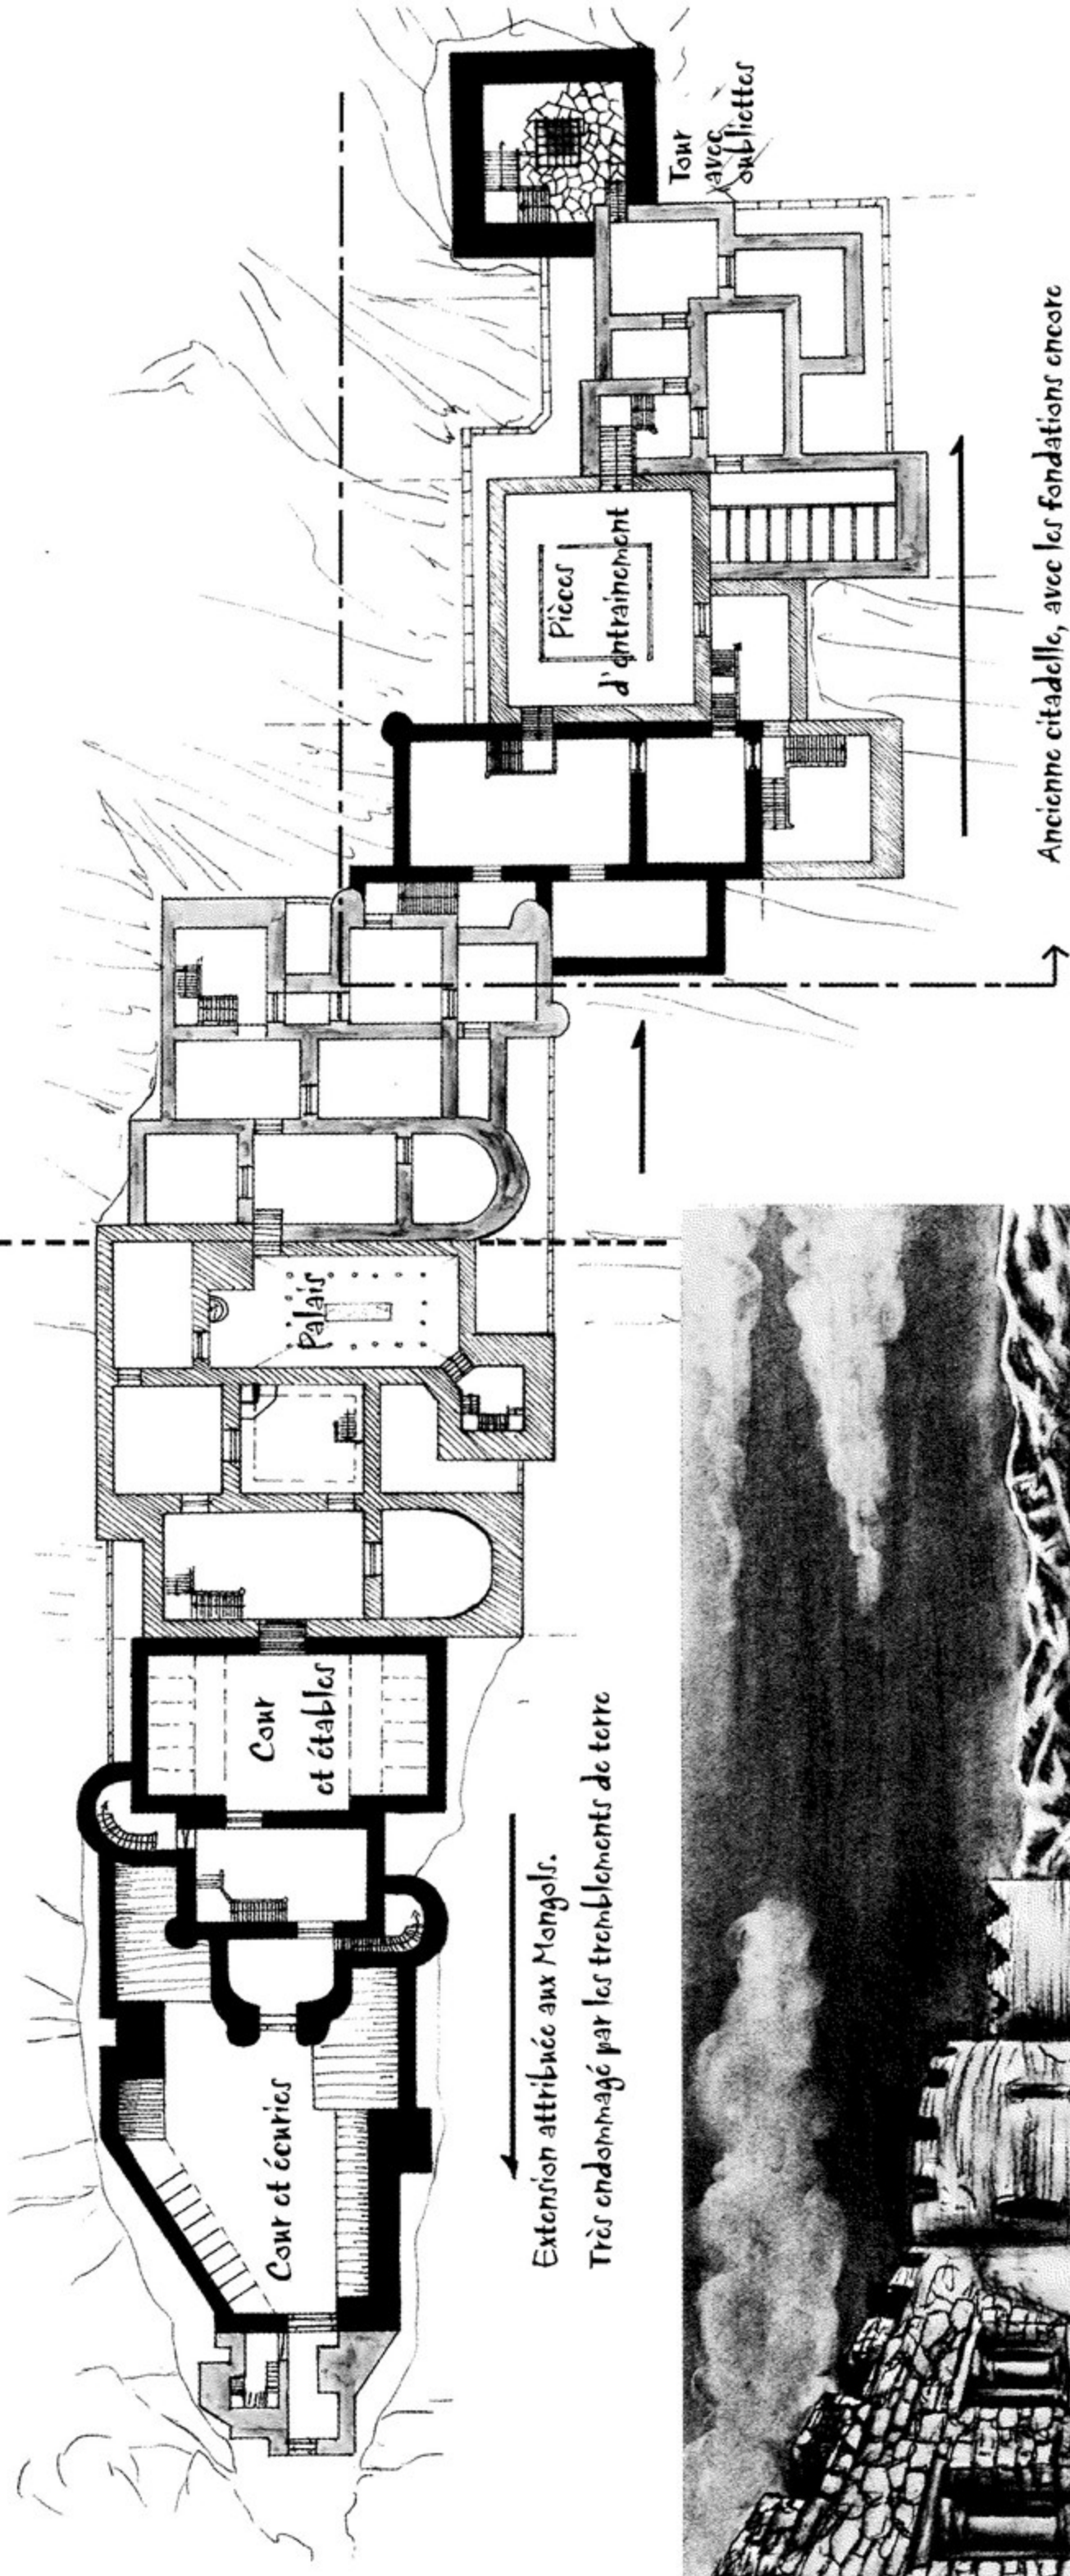 Tour
avec
oubliettes
Pièces
d'entrainement
Ancienne citadelle, avec les fondations encore
Palais
Cour
et étables
Extension attribuée aux Mongols.
Très endommagé par les tremblements de terre
Cour et écuries